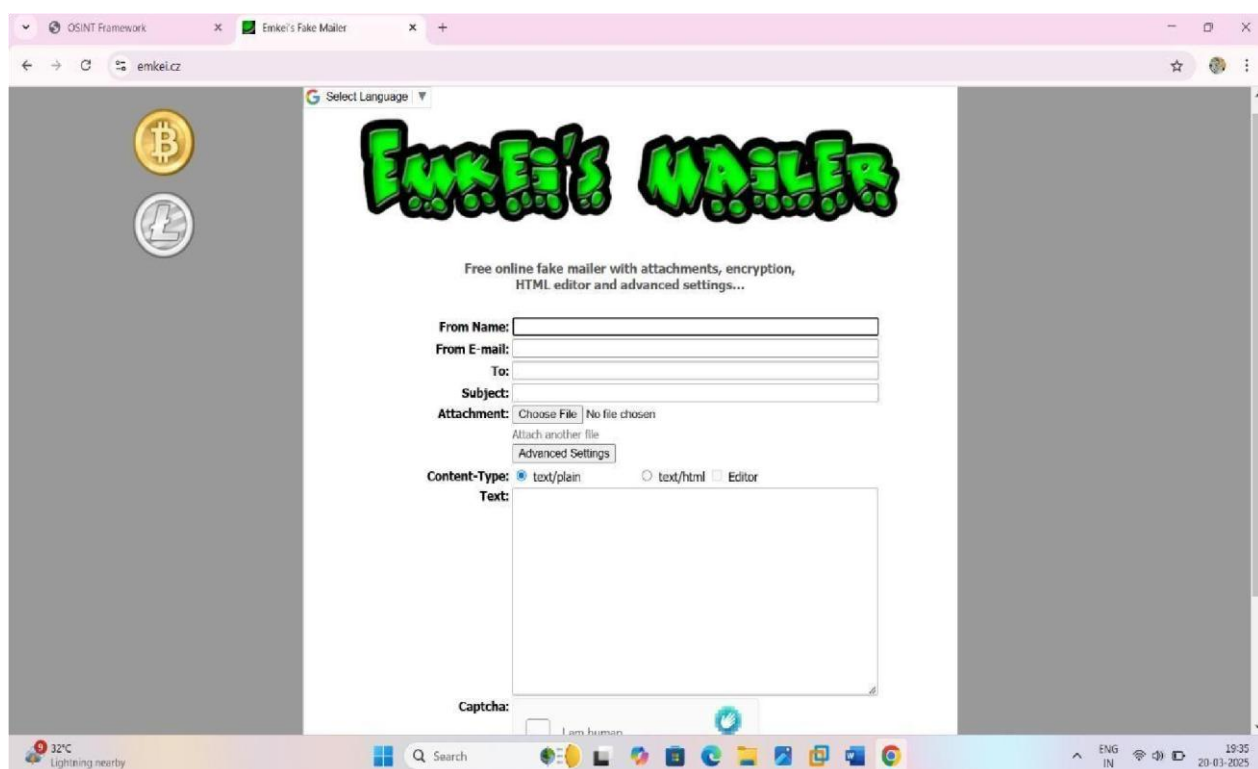 OSINT Framework
Emkei's Fake Mailer
emkei.cz
Select Language
EMKEI'S MAILER
Free online fake mailer with attachments, encryption,
HTML editor and advanced settings...
From Name:
From E-mail:
To:
Subject:
Attachment: Choose File No file chosen
Attach another file
Advanced Settings
Content-Type: text/plain text/html Editor
Text:
Captcha:
I am human
9 32°C
Lightning nearby
Search
ENG
IN
19:35
20-03-2025